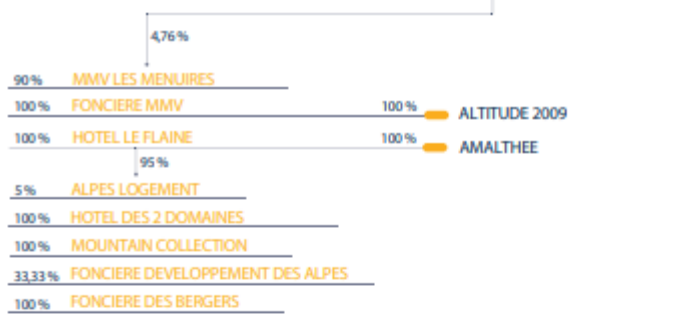 4,76 %
90 % MMV LES MENUIRES
100 % FONCIERE MMV 100 % ALTITUDE 2009
100 % HOTEL LE FLAINE 100 % AMALTHEE
95 %
5 % ALPES LOGEMENT
100 % HOTEL DES 2 DOMAINES
100 % MOUNTAIN COLLECTION
33,33 % FONCIERE DEVELOPPEMENT DES ALPES
100 % FONCIERE DES BERGERS